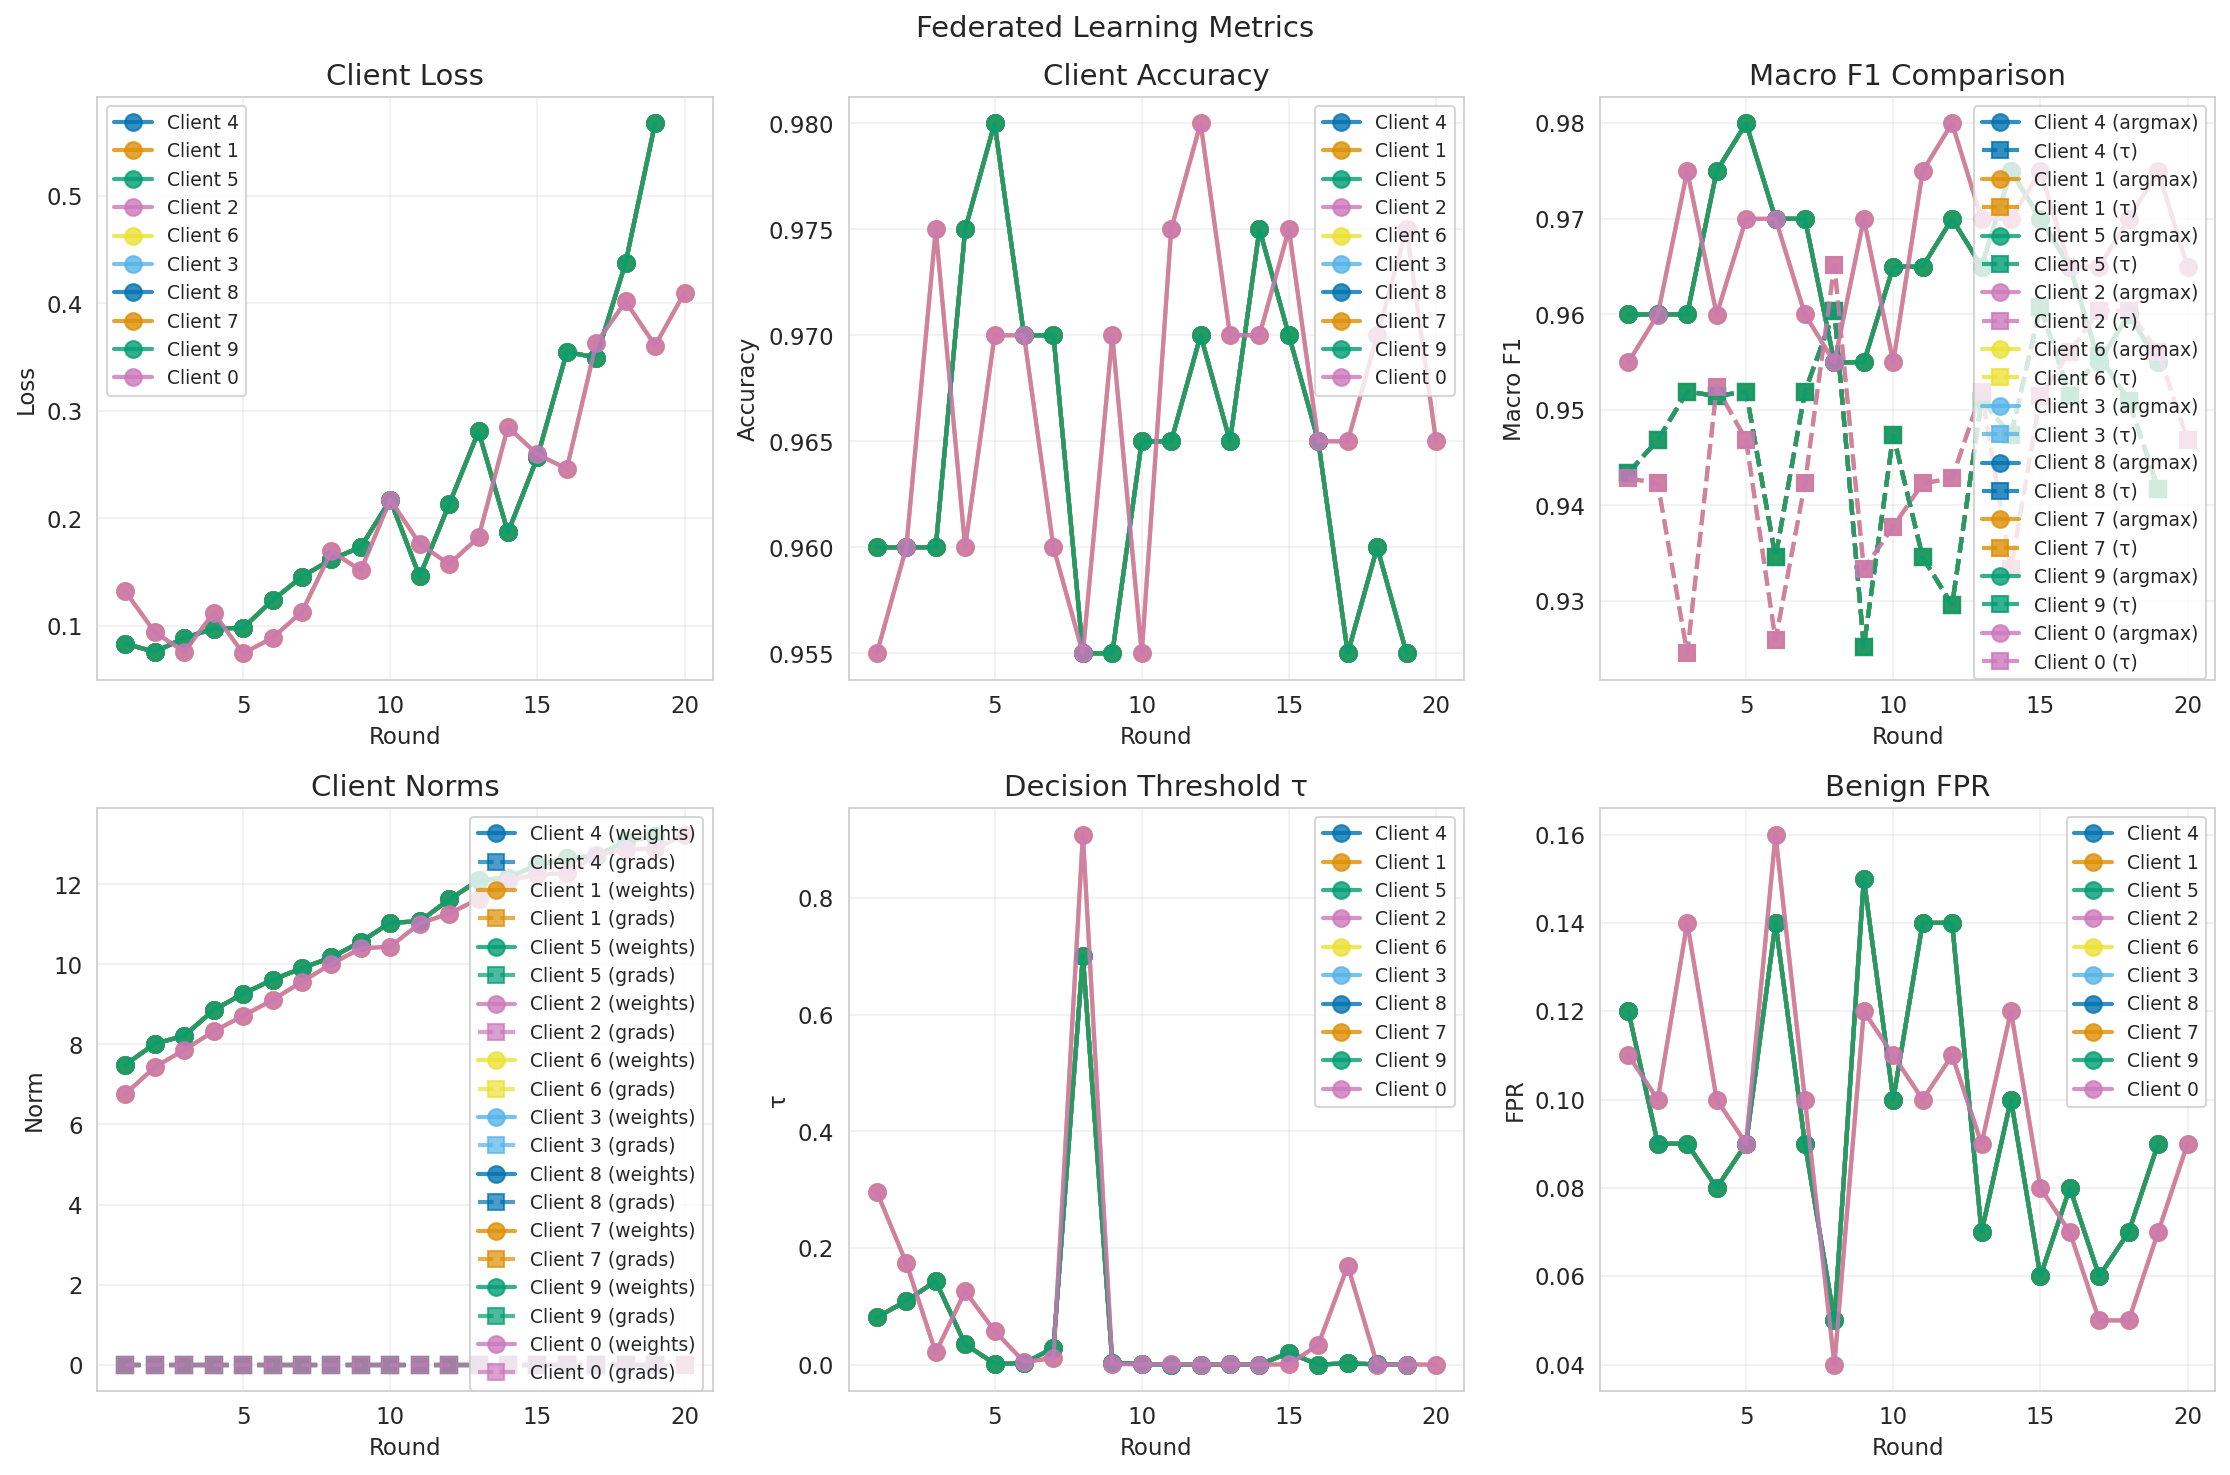 Federated Learning Metrics
Client Loss
Loss
0.5
0.4
0.3
0.2
0.1
5
10
15
20
Round
Client 4
Client 1
Client 5
Client 2
Client 6
Client 3
Client 8
Client 7
Client 9
Client 0
Client Accuracy
Accuracy
0.980
0.975
0.970
0.965
0.960
0.955
5
10
15
20
Round
Client 4
Client 1
Client 5
Client 2
Client 6
Client 3
Client 8
Client 7
Client 9
Client 0
Macro F1 Comparison
Macro F1
0.98
0.97
0.96
0.95
0.94
0.93
5
10
15
20
Round
Client 4 (argmax)
Client 4 (τ)
Client 1 (argmax)
Client 1 (τ)
Client 5 (argmax)
Client 5 (τ)
Client 2 (argmax)
Client 2 (τ)
Client 6 (argmax)
Client 6 (τ)
Client 3 (argmax)
Client 3 (τ)
Client 8 (argmax)
Client 8 (τ)
Client 7 (argmax)
Client 7 (τ)
Client 9 (argmax)
Client 9 (τ)
Client 0 (argmax)
Client 0 (τ)
Client Norms
Norm
12
10
8
6
4
2
0
5
10
15
20
Round
Client 4 (weights)
Client 4 (grads)
Client 1 (weights)
Client 1 (grads)
Client 5 (weights)
Client 5 (grads)
Client 2 (weights)
Client 2 (grads)
Client 6 (weights)
Client 6 (grads)
Client 3 (weights)
Client 3 (grads)
Client 8 (weights)
Client 8 (grads)
Client 7 (weights)
Client 7 (grads)
Client 9 (weights)
Client 9 (grads)
Client 0 (weights)
Client 0 (grads)
Decision Threshold τ
τ
0.8
0.6
0.4
0.2
0.0
5
10
15
20
Round
Client 4
Client 1
Client 5
Client 2
Client 6
Client 3
Client 8
Client 7
Client 9
Client 0
Benign FPR
FPR
0.16
0.14
0.12
0.10
0.08
0.06
0.04
5
10
15
20
Round
Client 4
Client 1
Client 5
Client 2
Client 6
Client 3
Client 8
Client 7
Client 9
Client 0